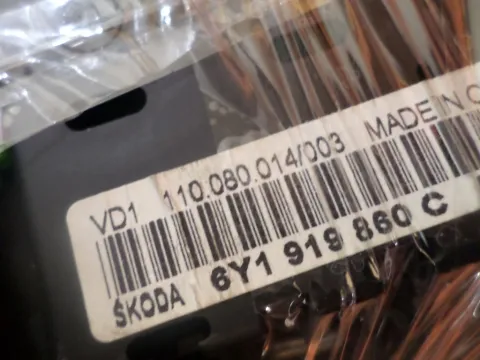 VD1 110.080.014/003 MADE IN
ŠKODA 6Y1 919 860 C